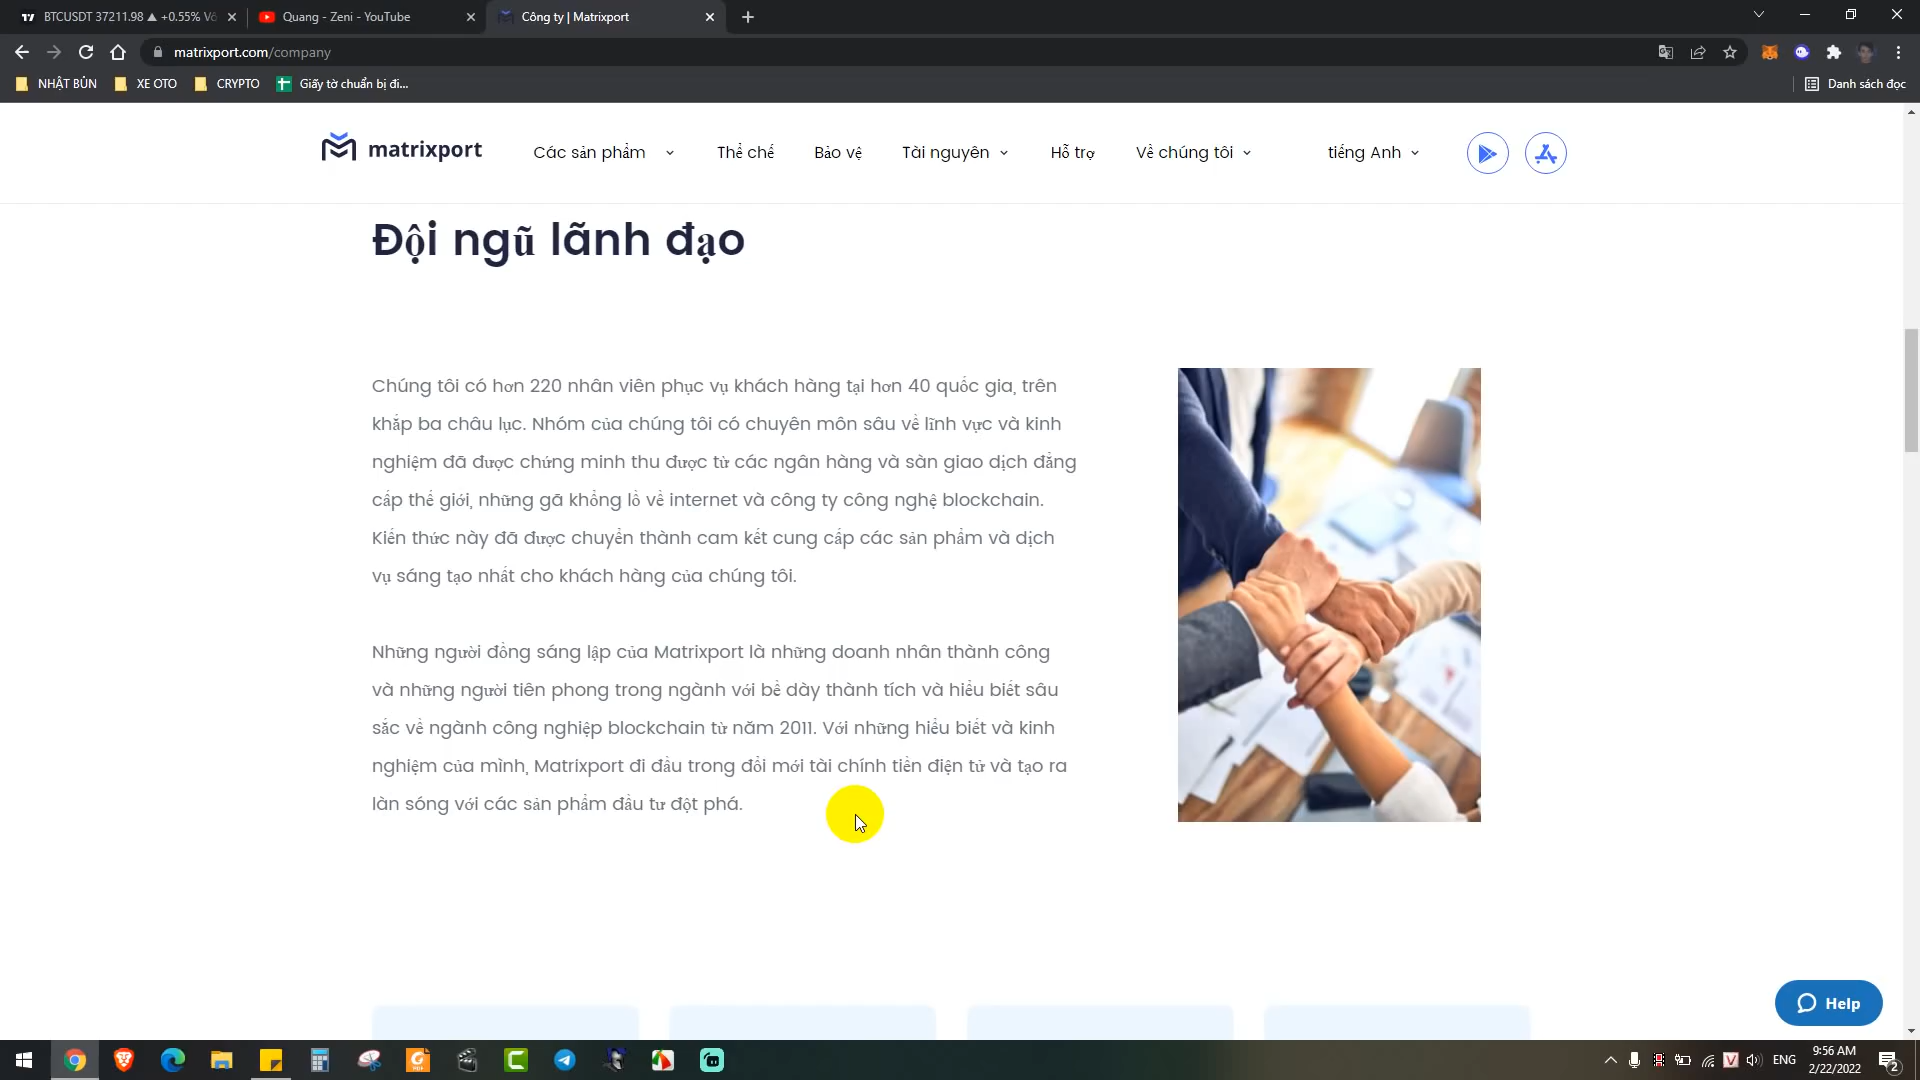 BTCUSDT 37211.98 ▲ +0.55%
Quang - Zeni - YouTube
Công ty | Matrixport
matrixport.com/company
NHẬT BỦN
XE OTO
CRYPTO
Giấy tờ chuẩn bị đi...
Danh sách đọc
matrixport
Các sản phẩm
Thể chế
Bảo vệ
Tài nguyên
Hỗ trợ
Về chúng tôi
tiếng Anh
Đội ngũ lãnh đạo
Chúng tôi có hơn 220 nhân viên phục vụ khách hàng tại hơn 40 quốc gia, trên
khắp ba châu lục. Nhóm của chúng tôi có chuyên môn sâu về lĩnh vực và kinh
nghiệm đã được chứng minh thu được từ các ngân hàng và sàn giao dịch đẳng
cấp thế giới, những gã khổng lồ về internet và công ty công nghệ blockchain.
Kiến thức này đã được chuyển thành cam kết cung cấp các sản phẩm và dịch
vụ sáng tạo nhất cho khách hàng của chúng tôi.
Những người đồng sáng lập của Matrixport là những doanh nhân thành công
và những người tiên phong trong ngành với bề dày thành tích và hiểu biết sâu
sắc về ngành công nghiệp blockchain từ năm 2011. Với những hiểu biết và kinh
nghiệm của mình, Matrixport đi đầu trong đổi mới tài chính tiền điện tử và tạo ra
làn sóng với các sản phẩm đầu tư đột phá.
Help
ENG
9:56 AM
2/22/2022
2